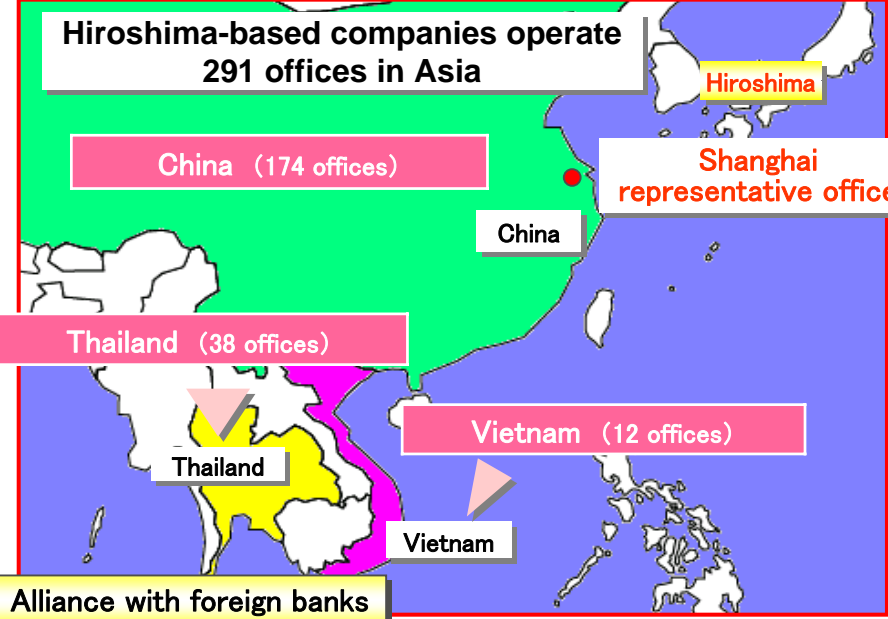 Hiroshima-based companies operate
291 offices in Asia
Hiroshima
China (174 offices)
Shanghai
representative office
China
Thailand (38 offices)
Vietnam (12 offices)
Thailand
Vietnam
Alliance with foreign banks